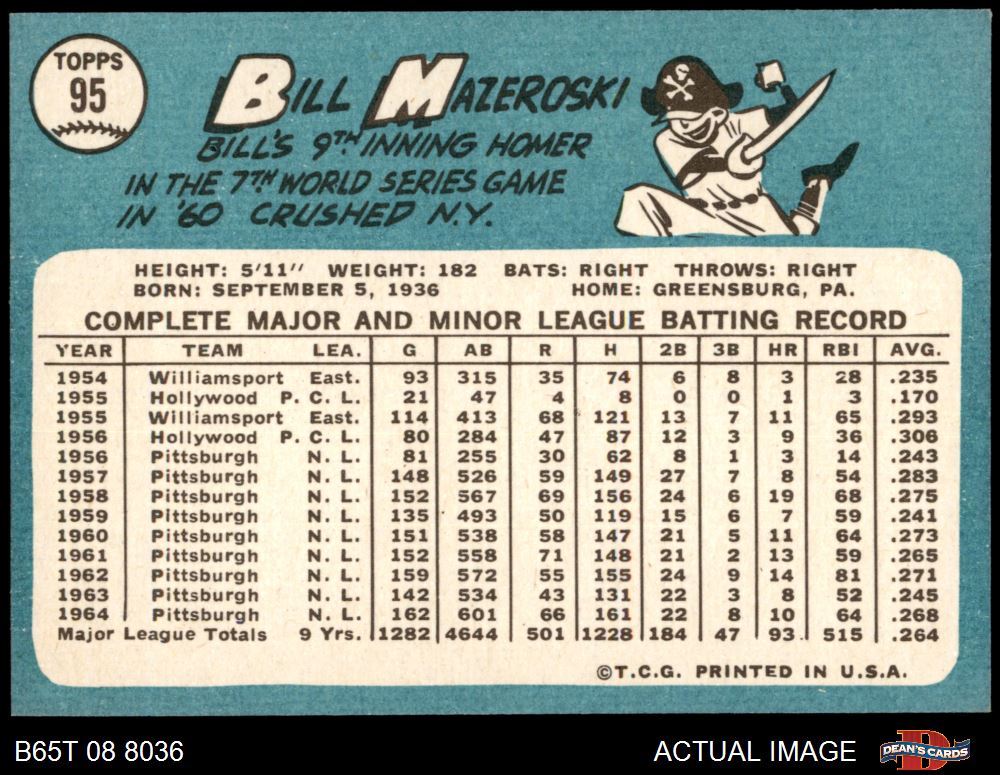 TOPPS
95
BILL MAZEROSKI
BILL'S 9TH INNING HOMER
IN THE 7TH WORLD SERIES GAME
IN '60 CRUSHED N.Y.
HEIGHT: 5'11" WEIGHT: 182 BATS: RIGHT THROWS: RIGHT
BORN: SEPTEMBER 5, 1936 HOME: GREENSBURG, PA.
COMPLETE MAJOR AND MINOR LEAGUE BATTING RECORD
YEAR TEAM LEA. G AB R H 2B 3B HR RBI AVG.
1954 Williamsport East. 93 315 35 74 6 8 3 28 .235
1955 Hollywood P. C. L. 21 47 4 8 0 0 1 3 .170
1955 Williamsport East. 114 413 68 121 13 7 11 65 .293
1956 Hollywood P. C. L. 80 284 47 87 12 3 9 36 .306
1956 Pittsburgh N. L. 81 255 30 62 8 1 3 14 .243
1957 Pittsburgh N. L. 148 526 59 149 27 7 8 54 .283
1958 Pittsburgh N. L. 152 567 69 156 24 6 19 68 .275
1959 Pittsburgh N. L. 135 493 50 119 15 6 7 59 .241
1960 Pittsburgh N. L. 151 538 58 147 21 5 11 64 .273
1961 Pittsburgh N. L. 152 558 71 148 21 2 13 59 .265
1962 Pittsburgh N. L. 159 572 55 155 24 9 14 81 .271
1963 Pittsburgh N. L. 142 534 43 131 22 3 8 52 .245
1964 Pittsburgh N. L. 162 601 66 161 22 8 10 64 .268
Major League Totals 9 Yrs. 1282 4644 501 1228 184 47 93 515 .264
©T.C.G. PRINTED IN U.S.A.
B65T 08 8036 ACTUAL IMAGE DEAN'S CARDS